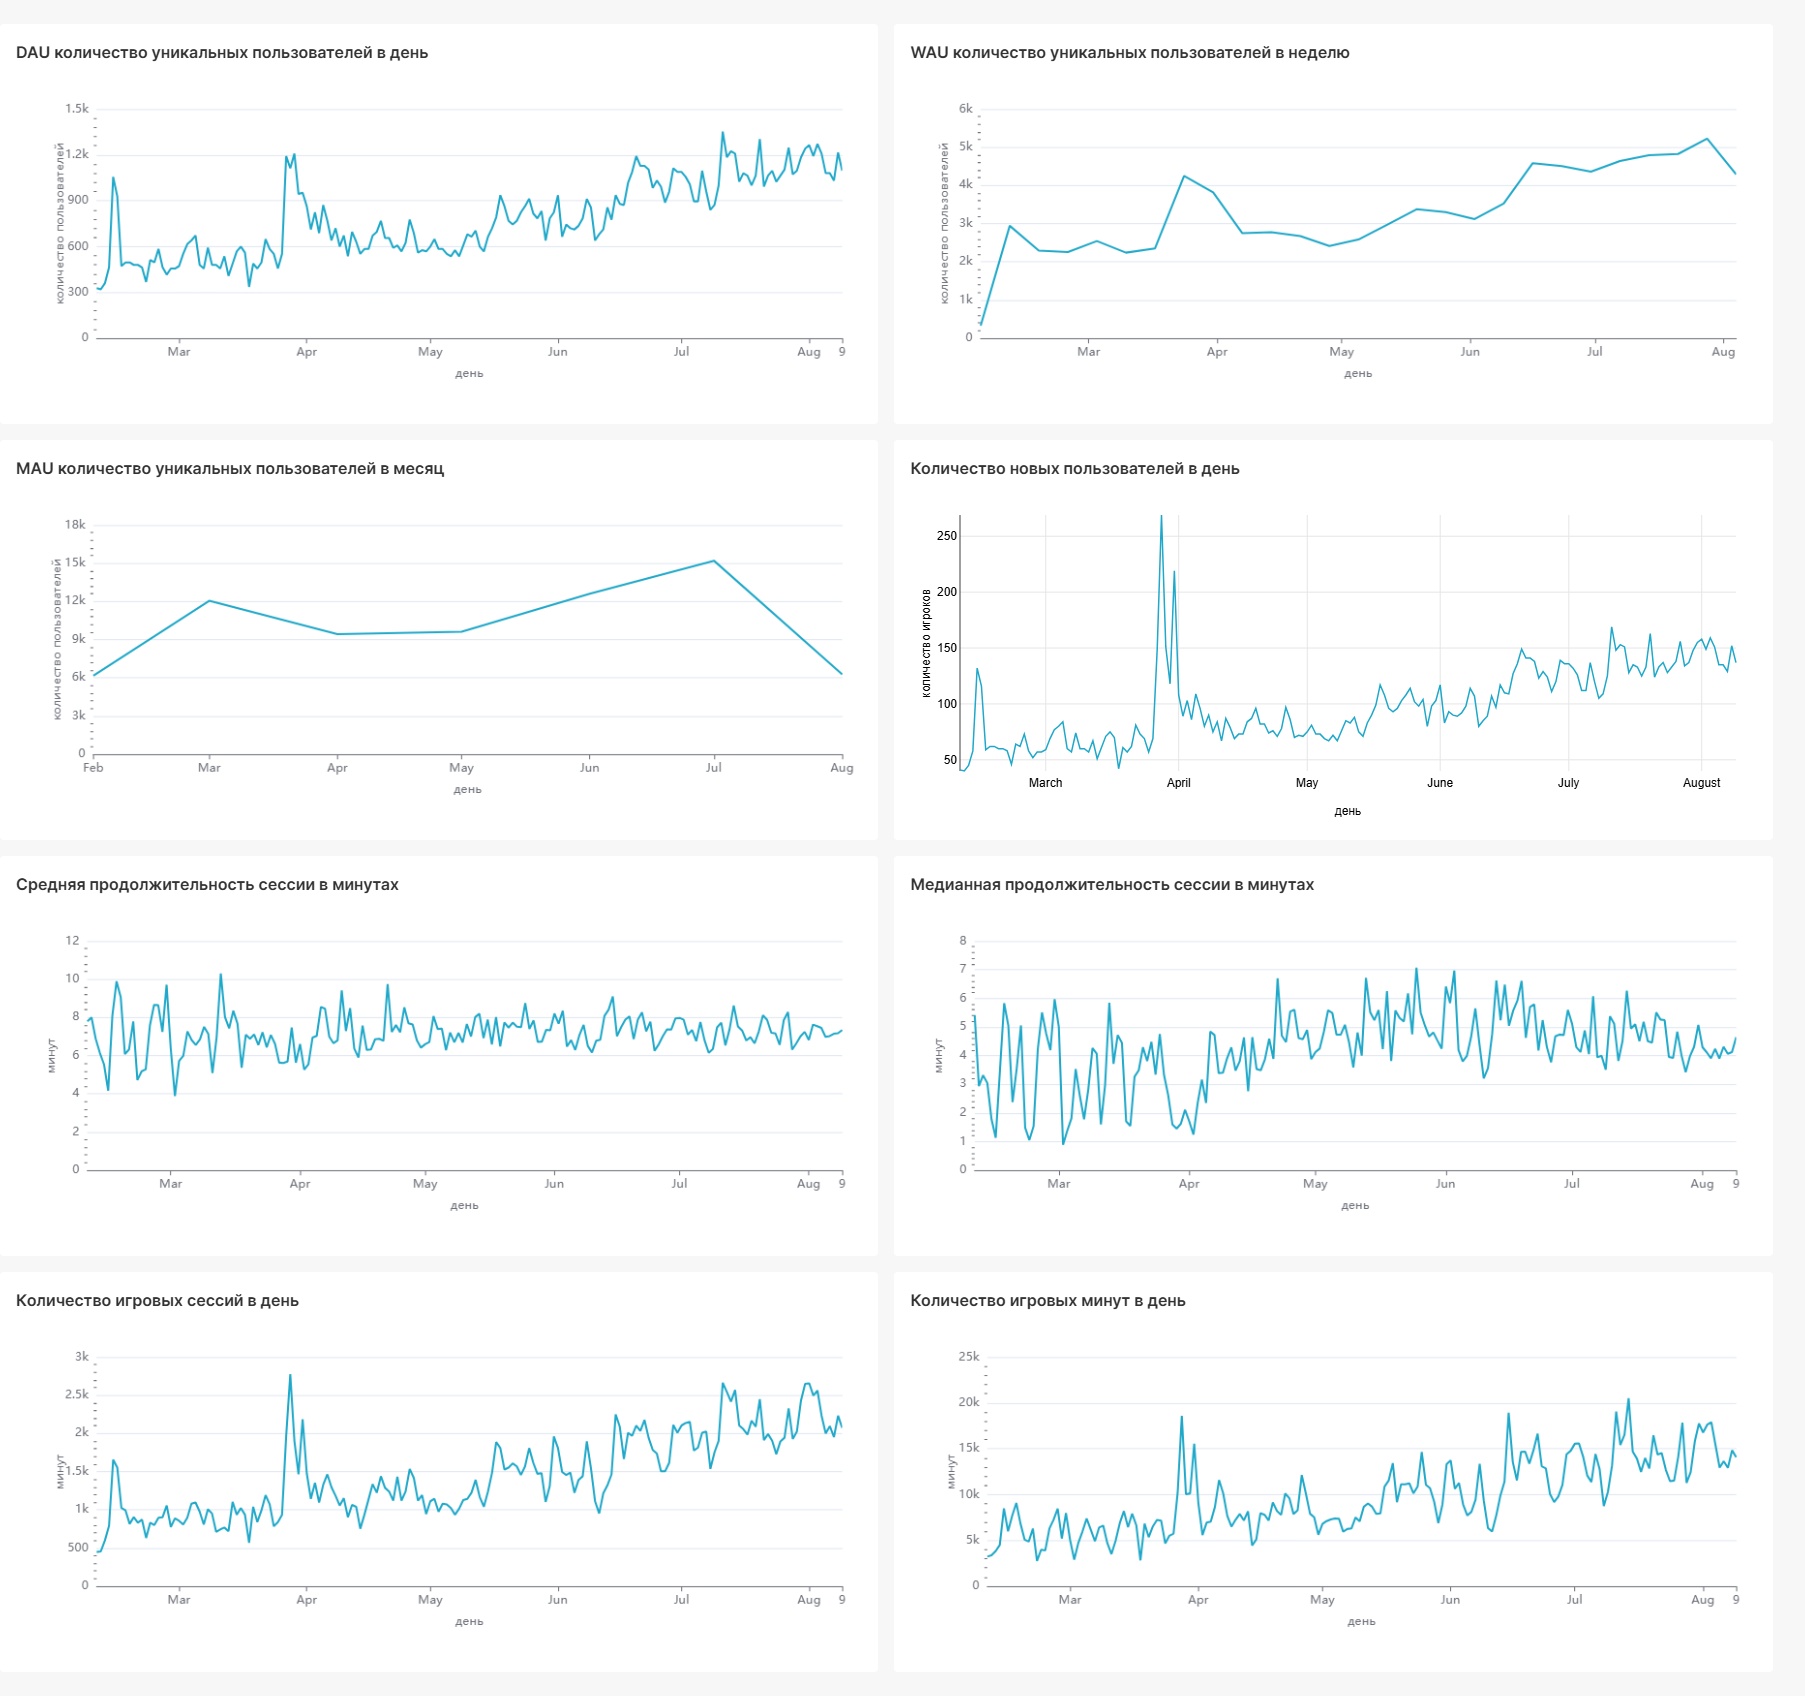 DAU количество уникальных пользователей в день
1.5k
1.2k
900
600
300
0
количество пользователей
Mar Apr May Jun Jul Aug 9
день
WAU количество уникальных пользователей в неделю
6k
5k
4k
3k
2k
1k
0
количество пользователей
Mar Apr May Jun Jul Aug
день
MAU количество уникальных пользователей в месяц
18k
15k
12k
9k
6k
3k
0
количество пользователей
Feb Mar Apr May Jun Jul Aug
день
Количество новых пользователей в день
250
200
150
100
50
количество игроков
March April May June July August
день
Средняя продолжительность сессии в минутах
12
10
8
6
4
2
0
минут
Mar Apr May Jun Jul Aug 9
день
Медианная продолжительность сессии в минутах
8
7
6
5
4
3
2
1
0
минут
Mar Apr May Jun Jul Aug 9
день
Количество игровых сессий в день
3k
2.5k
2k
1.5k
1k
500
0
минут
Mar Apr May Jun Jul Aug 9
день
Количество игровых минут в день
25k
20k
15k
10k
5k
0
минут
Mar Apr May Jun Jul Aug 9
день